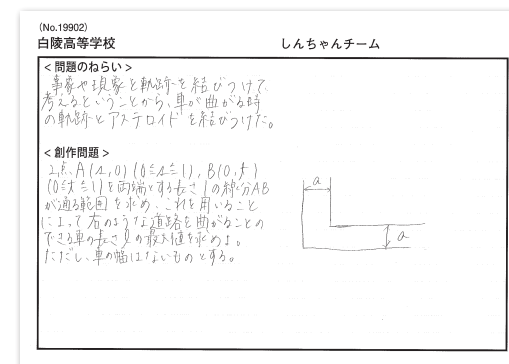 (No.19902)
白陵高等学校
しんちゃんチーム
<問題のねらい>
事象や現象と軌跡を結びつけて
考えるということから、車が曲がる時
の軌跡とアステロイドを結びつけた。
<創作問題>
2点A(s,0)(0≦s≦1), B(0,t)
(0≦t≦1)を両端とする長さ1の線分AB
が通る範囲を求め、これを用いること
によって右のような道路を曲がることの
できる車の長さlの最大値を求めよ。
ただし、車の幅はないものとする。
a
a